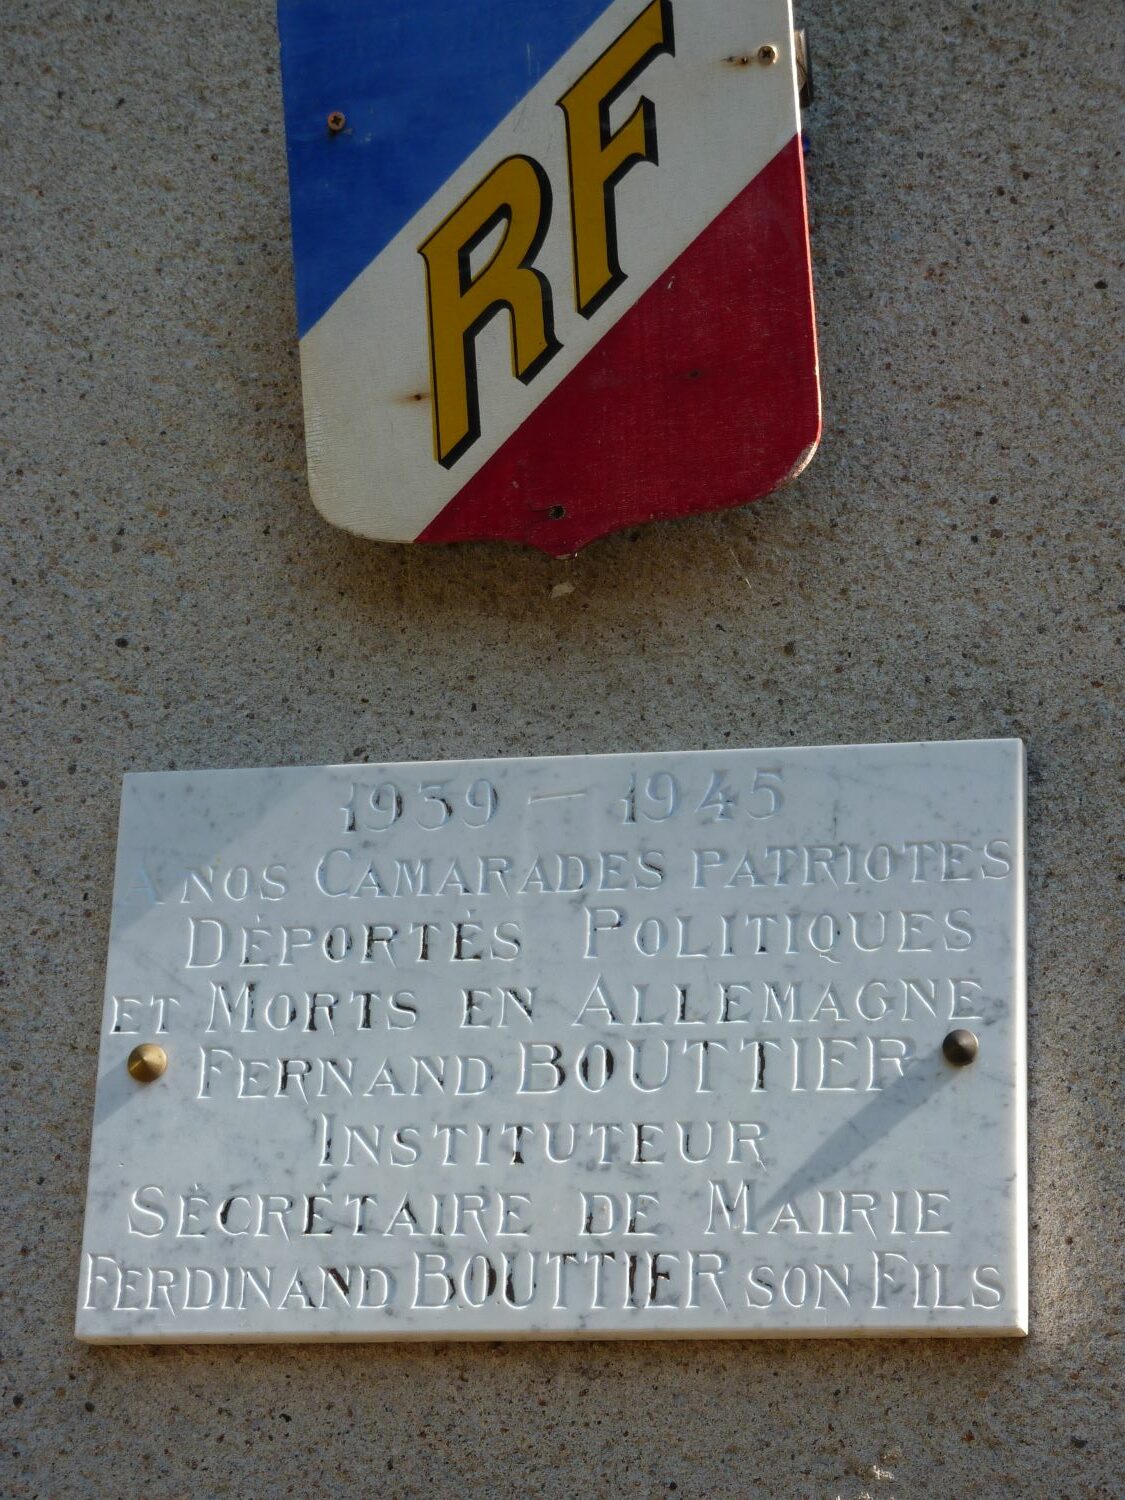 RF
1939 — 1945
A NOS CAMARADES PATRIOTES
DÉPORTÉS POLITIQUES
ET MORTS EN ALLEMAGNE
FERNAND BOUTTIER
INSTITUTEUR
SÉCRÉTAIRE DE MAIRIE
FERDINAND BOUTTIER SON FILS